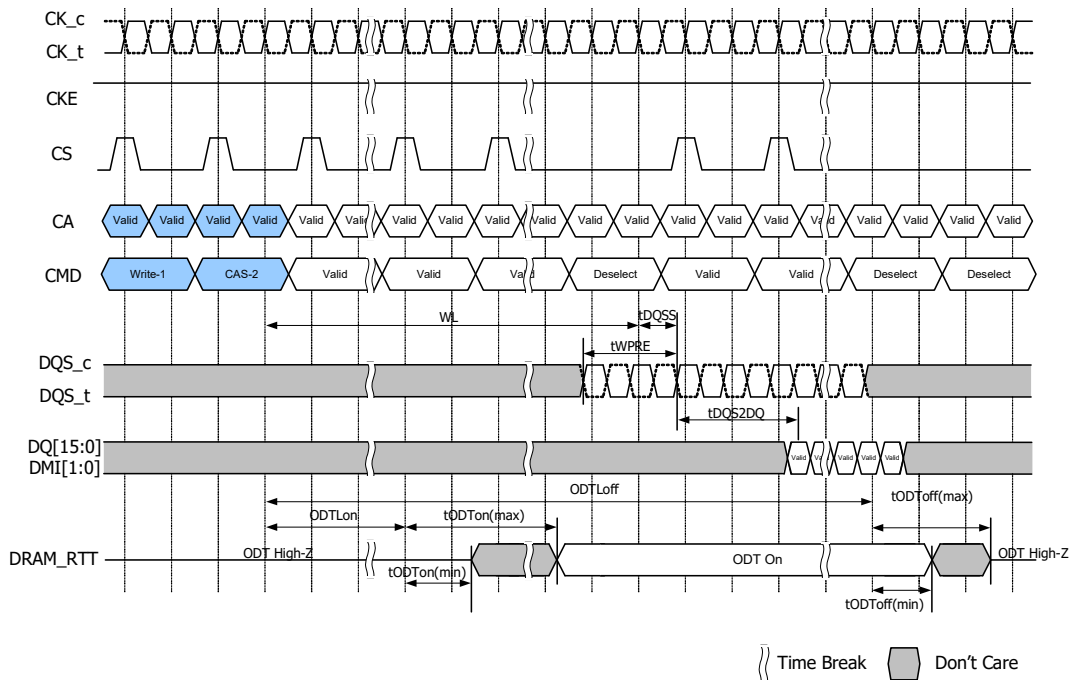 CK_c
CK_t
CKE
CS
CA Valid Valid Valid Valid Valid Valid Valid Valid Valid Valid Valid Valid Valid Valid Valid Valid Valid Valid Valid Valid
CMD Write-1 CAS-2 Valid Valid Valid Deselect Valid Valid Deselect Deselect
WL tDQSS
tWPRE
DQS_c
DQS_t
tDQS2DQ
DQ[15:0] Valid Valid Valid Valid Valid
DMI[1:0]
ODTLoff tODToff(max)
ODTLon tODTon(max)
DRAM_RTT ODT High-Z ODT On ODT High-Z
tODTon(min) tODToff(min)
Time Break Don't Care